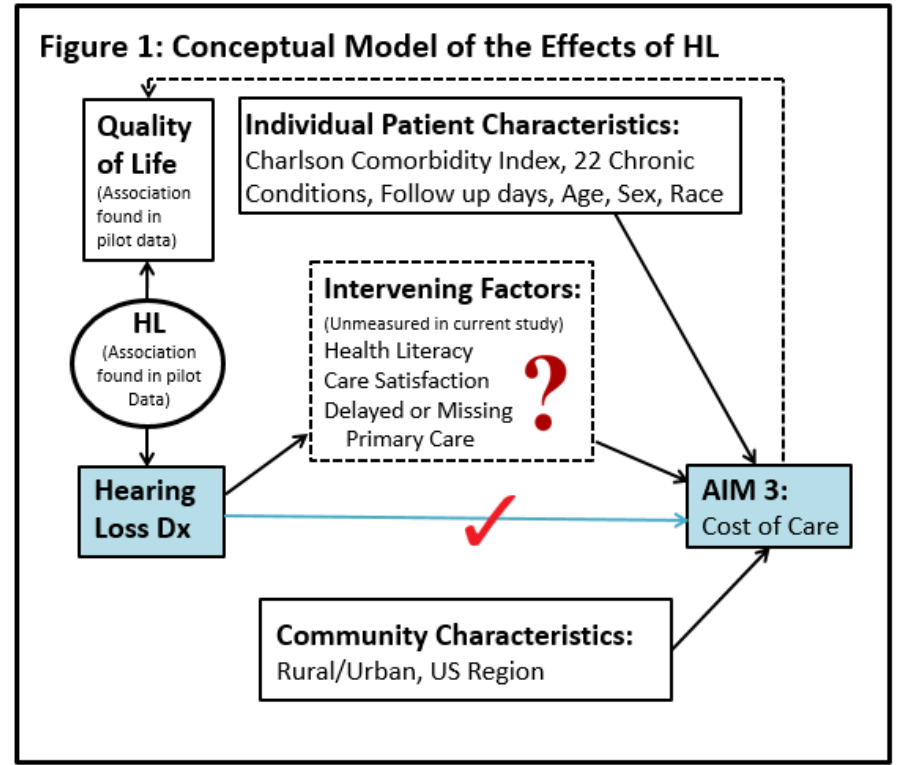 Figure 1: Conceptual Model of the Effects of HL
Quality
of Life
(Association
found in
pilot data)
Individual Patient Characteristics:
Charlson Comorbidity Index, 22 Chronic
Conditions, Follow up days, Age, Sex, Race
Intervening Factors:
(Unmeasured in current study)
Health Literacy
Care Satisfaction
Delayed or Missing
Primary Care
?
HL
(Association
found in pilot
Data)
Hearing
Loss Dx
AIM 3:
Cost of Care
Community Characteristics:
Rural/Urban, US Region